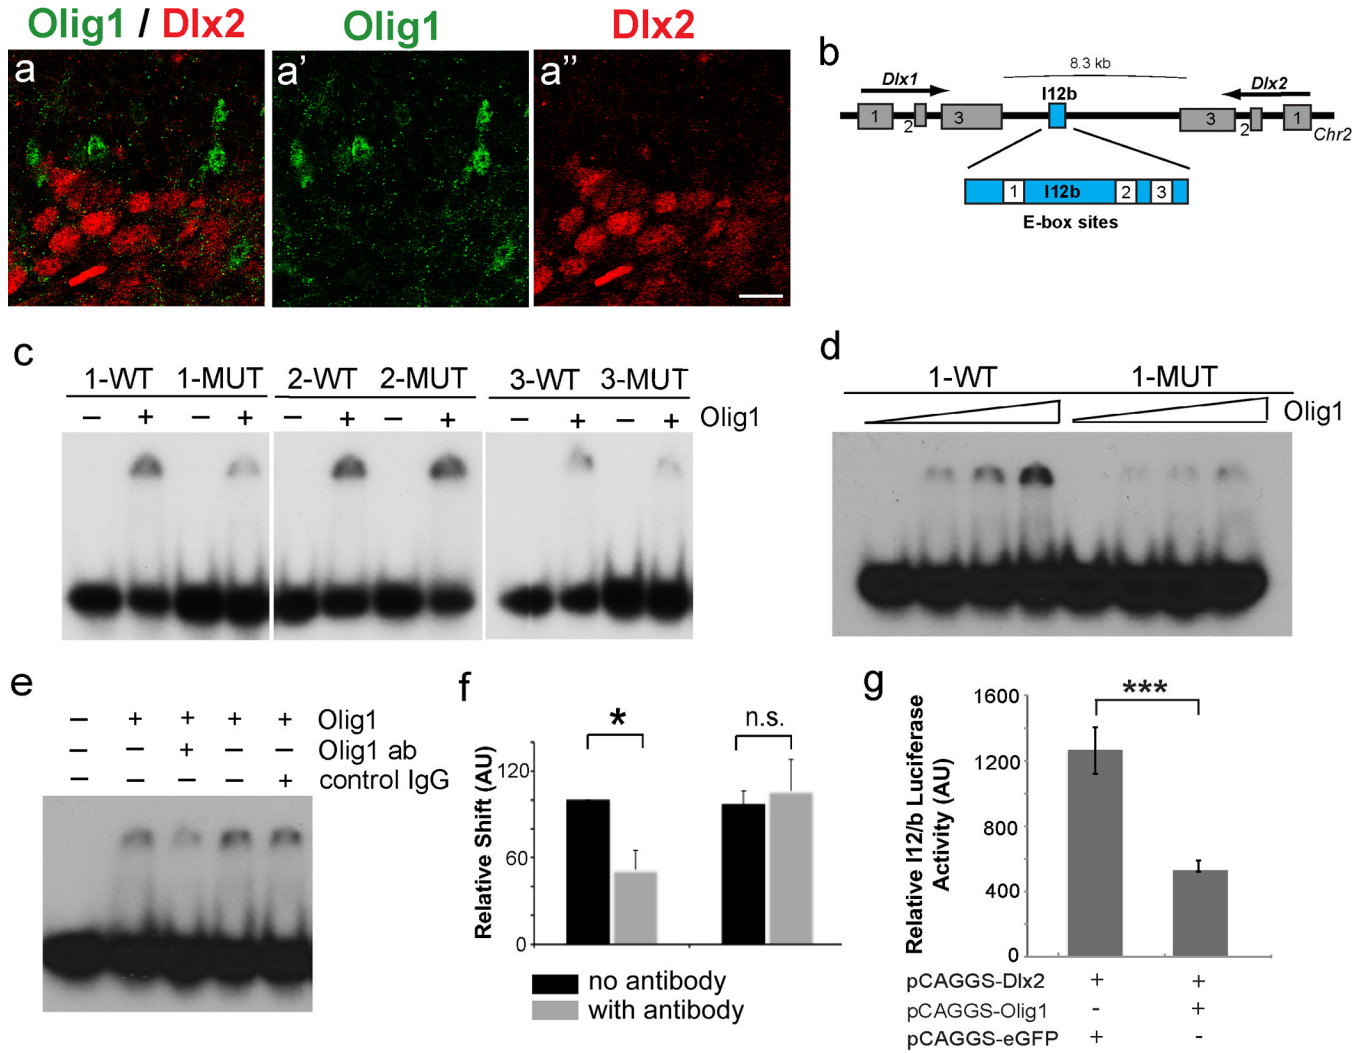 Olig1 / Dlx2
Olig1
Dlx2
a
a'
a"
b
8.3 kb
Dlx1
I12b
Dlx2
1
2
3
3
2
1
Chr2
1
I12b
2
3
E-box sites
c
1-WT 1-MUT 2-WT 2-MUT 3-WT 3-MUT
– + – + – + – + – + – + Olig1
d
1-WT 1-MUT
Olig1
e
– + + + + Olig1
– – + – – Olig1 ab
– – – – + control IgG
f
* n.s.
Relative Shift (AU)
120
60
0
no antibody
with antibody
g
***
Relative I12/b Luciferase
Activity (AU)
1600
1200
800
400
0
pCAGGS-Dlx2 + +
pCAGGS-Olig1 - +
pCAGGS-eGFP + -